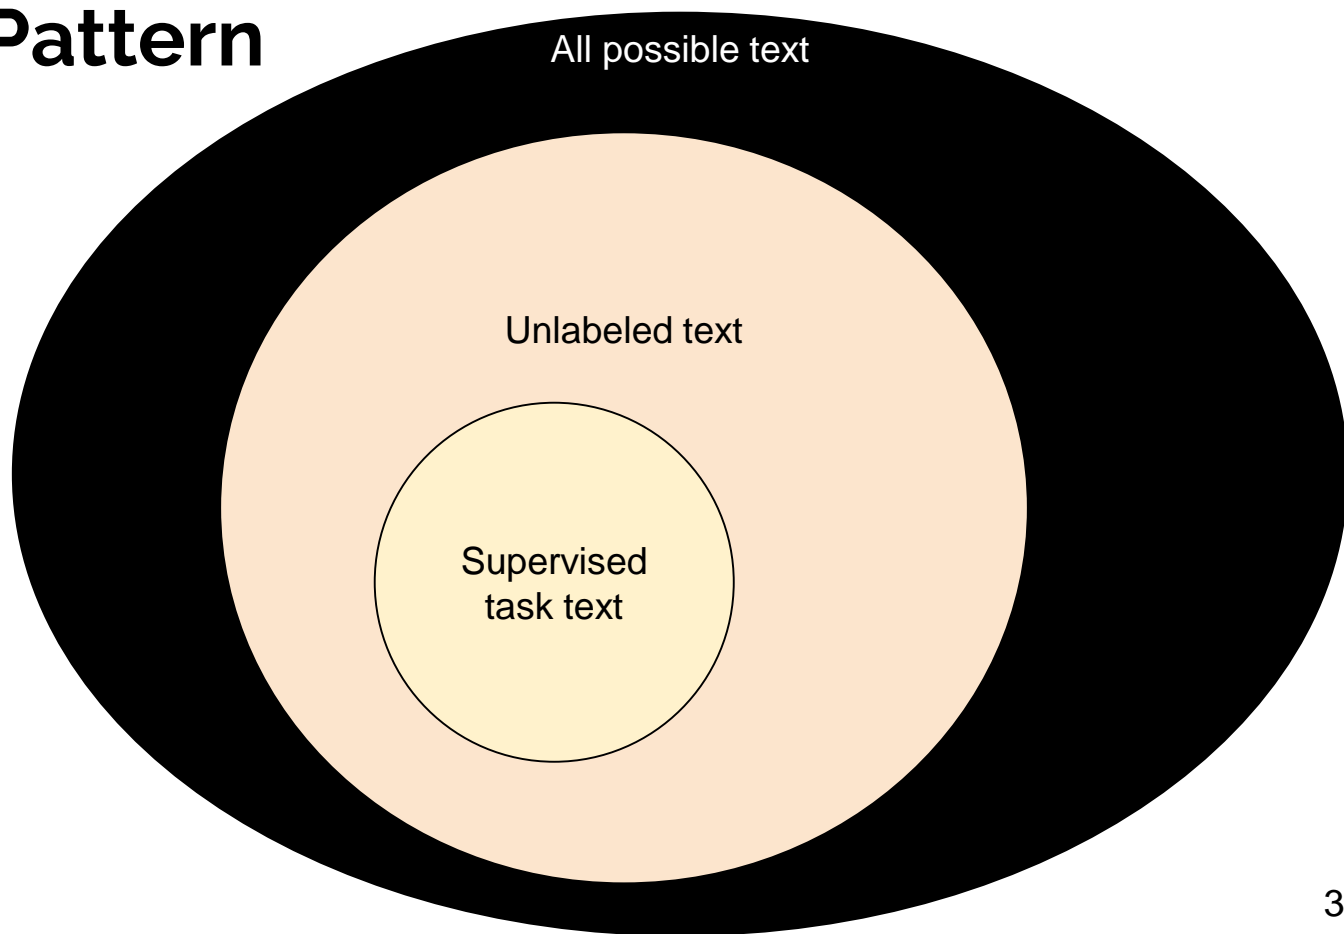 Pattern
All possible text
Unlabeled text
Supervised
task text
3